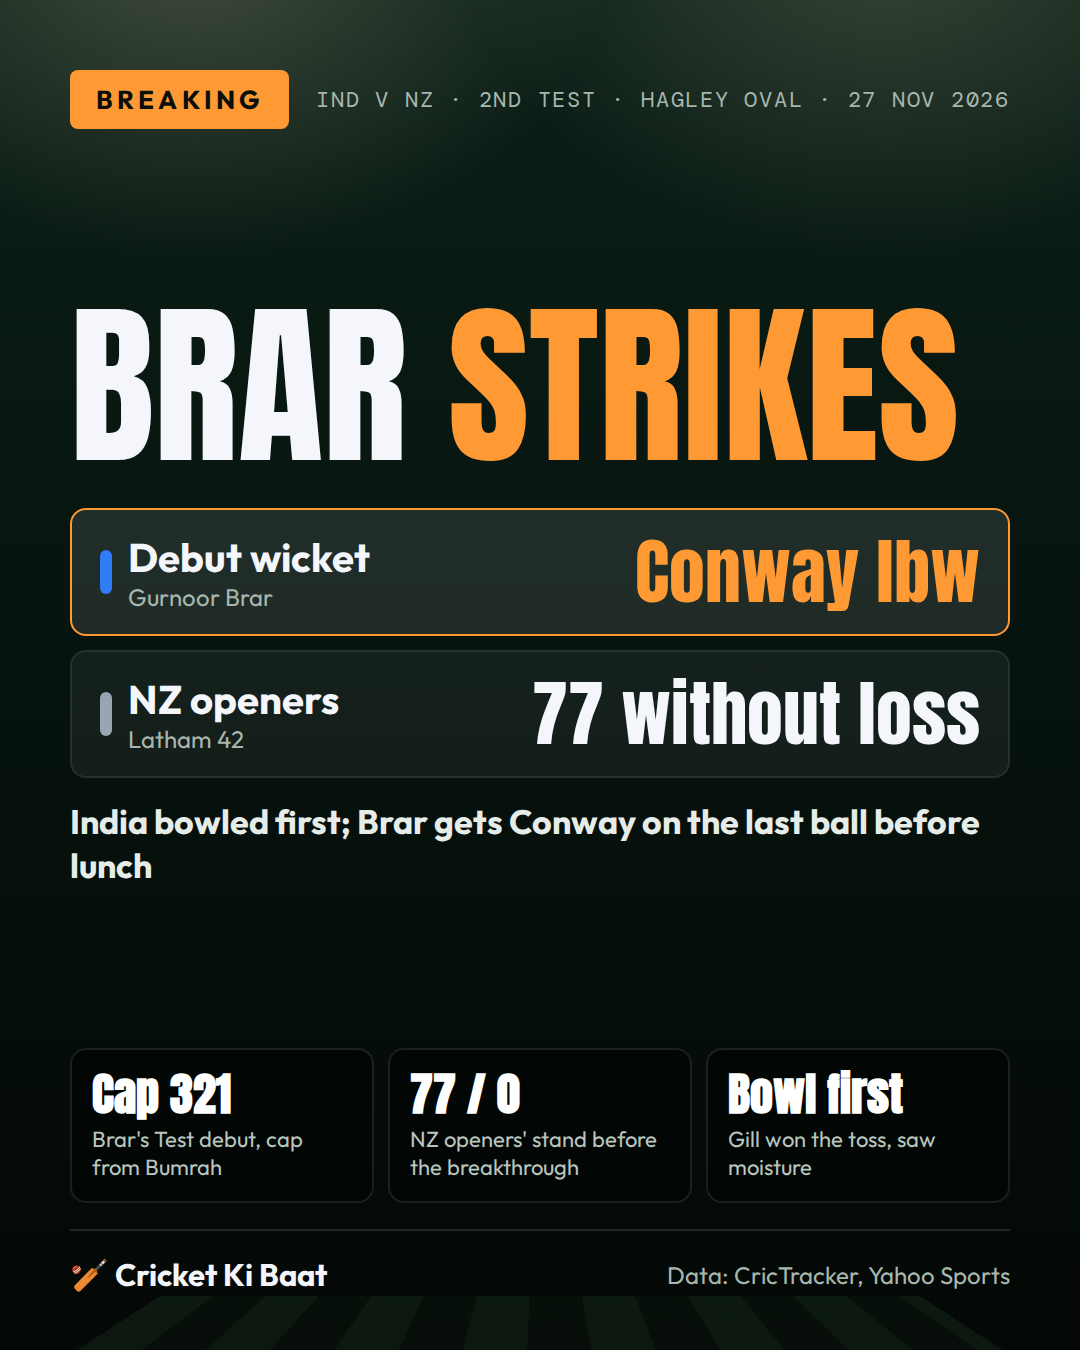 BREAKING
IND V NZ · 2ND TEST · HAGLEY OVAL · 27 NOV 2026
BRAR STRIKES
Debut wicket
Gurnoor Brar
Conway lbw
NZ openers
Latham 42
77 without loss
India bowled first; Brar gets Conway on the last ball before
lunch
Cap 321
Brar's Test debut, cap
from Bumrah
77 / 0
NZ openers' stand before
the breakthrough
Bowl first
Gill won the toss, saw
moisture
Cricket Ki Baat
Data: CricTracker, Yahoo Sports